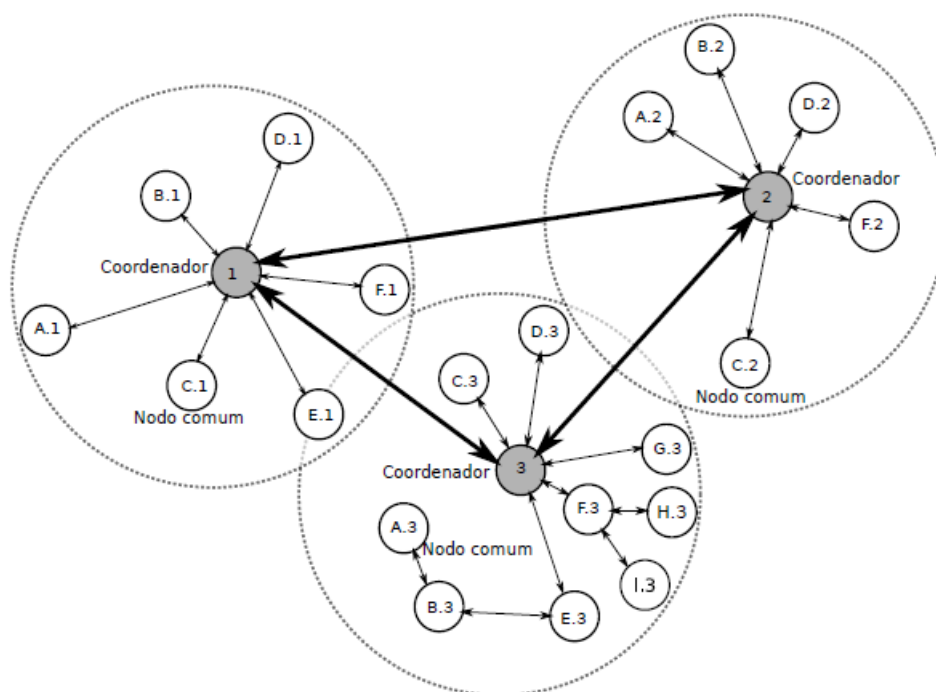 B.2
D.2
A.2
D.1
Coordenador
B.1
2
F.2
Coordenador
1
F.1
A.1
D.3
C.2
C.3
C.1
Nodo comum
Nodo comum
E.1
G.3
Coordenador
3
F.3
H.3
A.3
Nodo comum
I.3
B.3
E.3